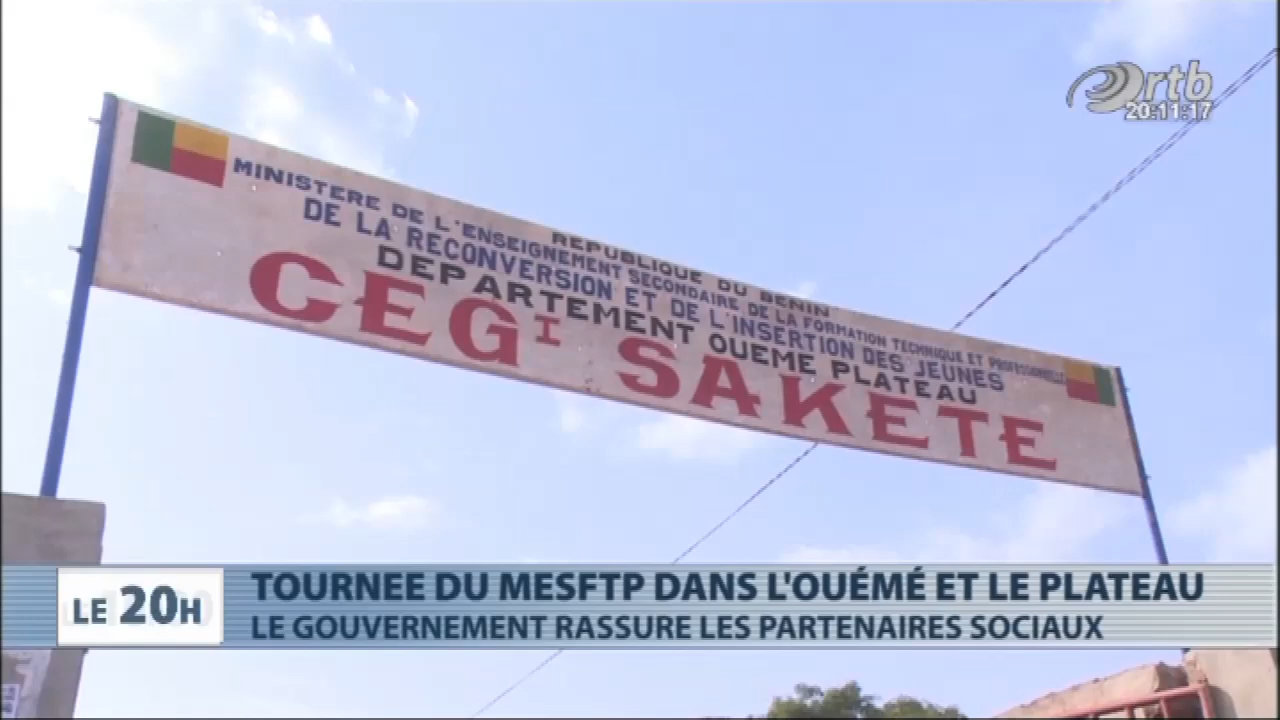 rtb
20:11:17
REPUBLIQUE DU BENIN
MINISTERE DE L'ENSEIGNEMENT SECONDAIRE DE LA FORMATION TECHNIQUE ET PROFESSIONNELLE
DE LA RECONVERSION ET DE L'INSERTION DES JEUNES
DEPARTEMENT OUEME PLATEAU
CEG I SAKETE
LE 20H
TOURNEE DU MESFTP DANS L'OUÉMÉ ET LE PLATEAU
LE GOUVERNEMENT RASSURE LES PARTENAIRES SOCIAUX